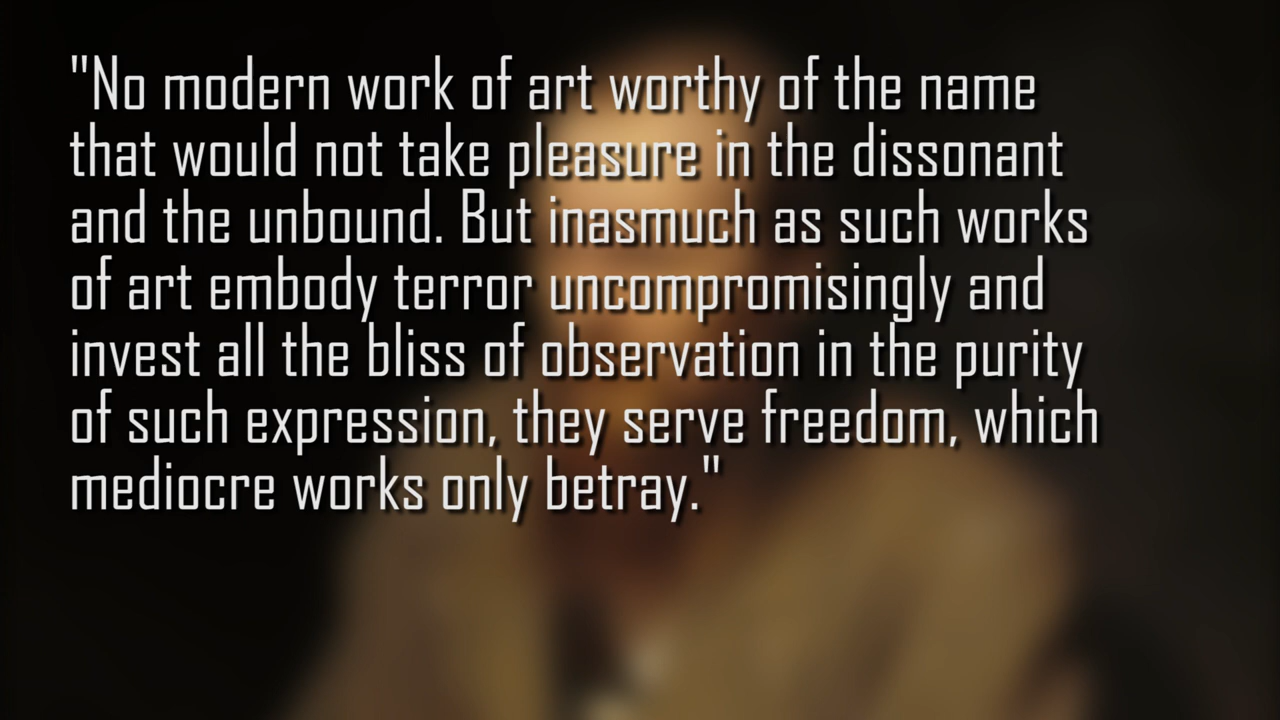 "No modern work of art worthy of the name
that would not take pleasure in the dissonant
and the unbound. But inasmuch as such works
of art embody terror uncompromisingly and
invest all the bliss of observation in the purity
of such expression, they serve freedom, which
mediocre works only betray."